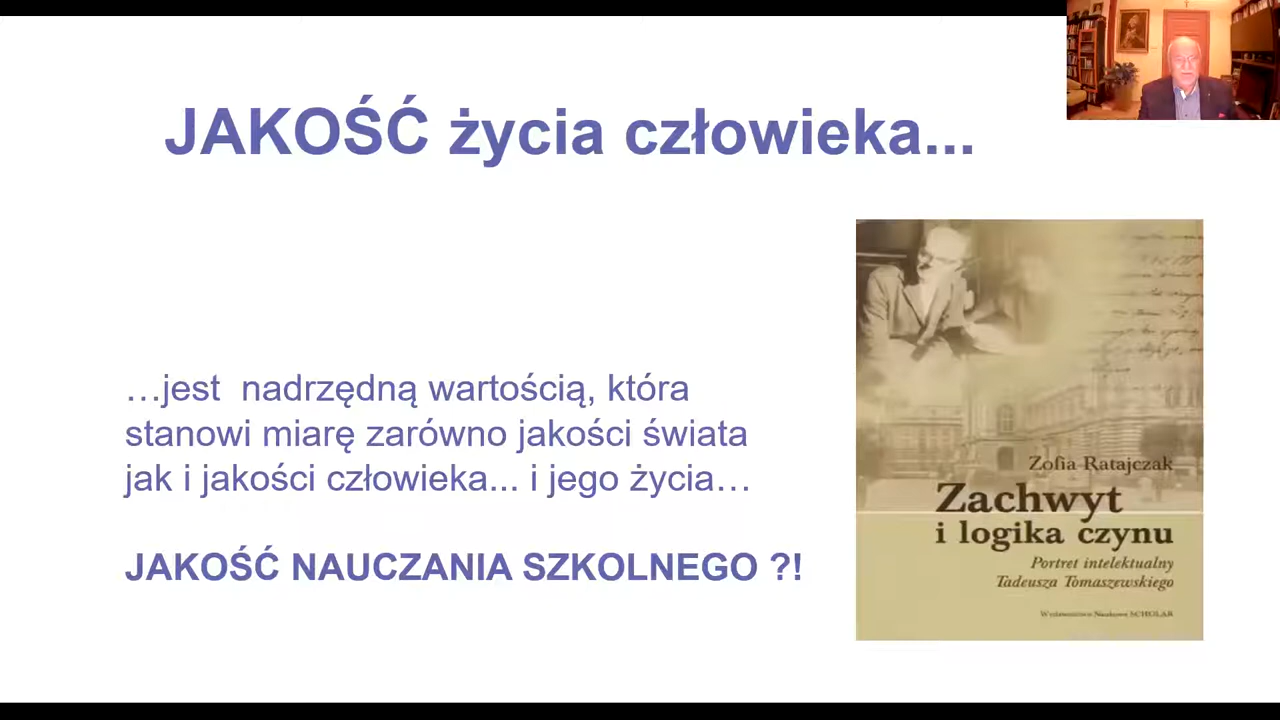 JAKOŚĆ życia człowieka...
…jest nadrzędną wartością, która
stanowi miarę zarówno jakości świata
jak i jakości człowieka... i jego życia…
JAKOŚĆ NAUCZANIA SZKOLNEGO ?!
Zofia Ratajczak
Zachwyt
i logika czynu
Portret intelektualny
Tadeusza Tomaszewskiego
Wydawnictwo Naukowe SCHOLAR